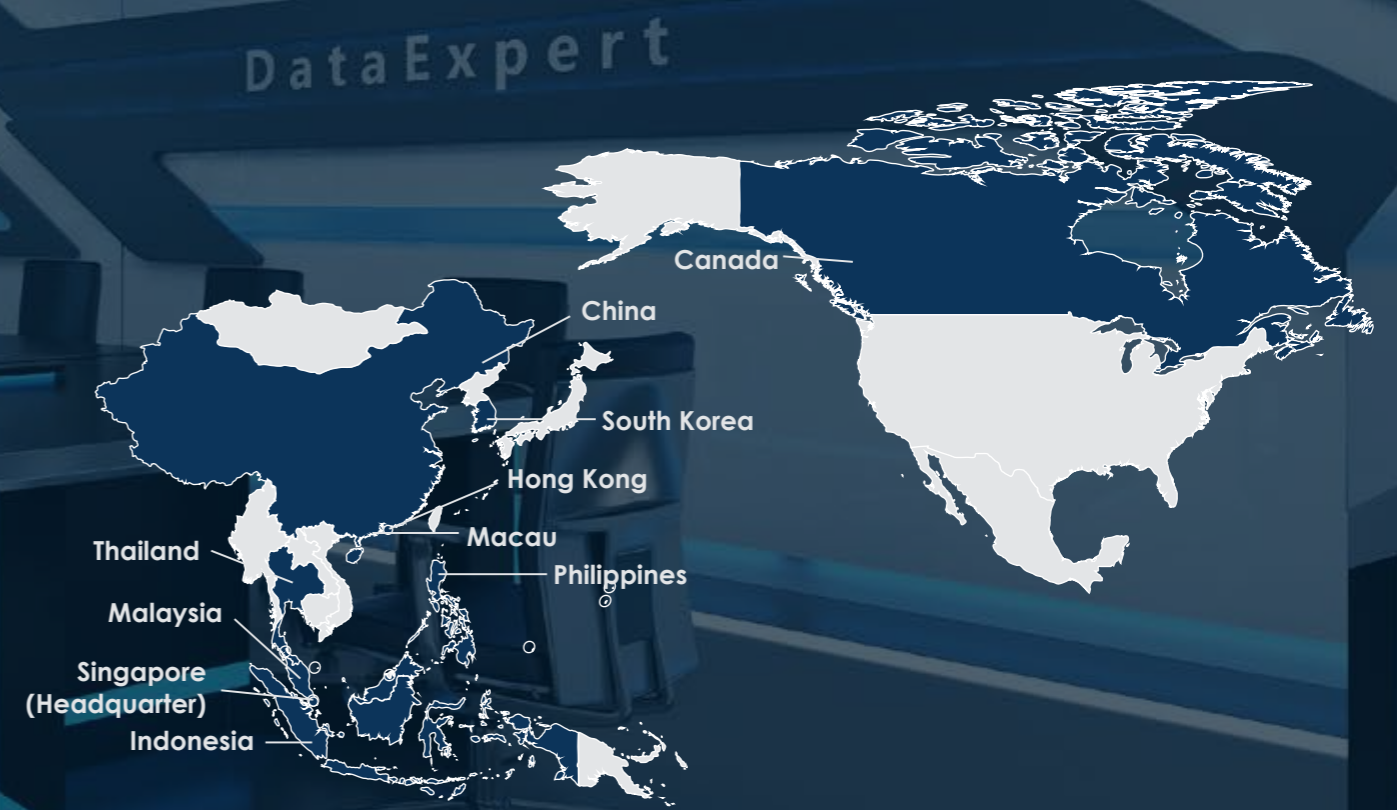 DataExpert
Canada
China
South Korea
Hong Kong
Macau
Thailand
Philippines
Malaysia
Singapore
(Headquarter)
Indonesia